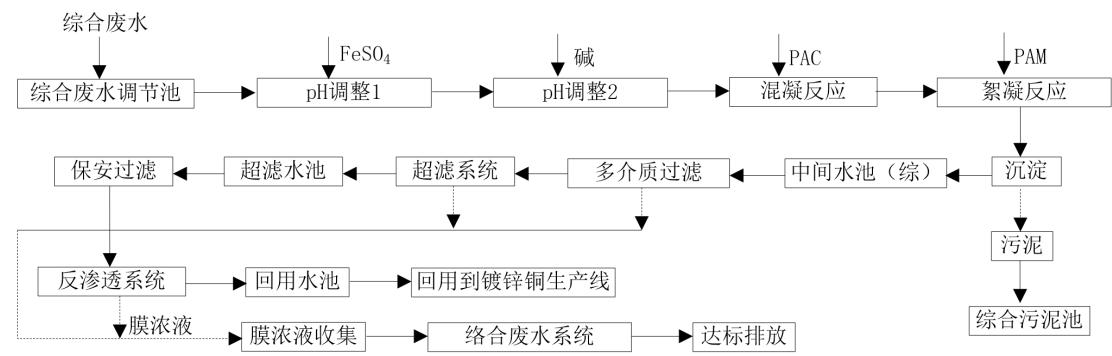 综合废水
FeSO₄
碱
PAC
PAM
综合废水调节池
pH调整1
pH调整2
混凝反应
絮凝反应
保安过滤
超滤水池
超滤系统
多介质过滤
中间水池（综）
沉淀
污泥
反渗透系统
回用水池
回用到镀锌铜生产线
综合污泥池
膜浓液
膜浓液收集
络合废水系统
达标排放